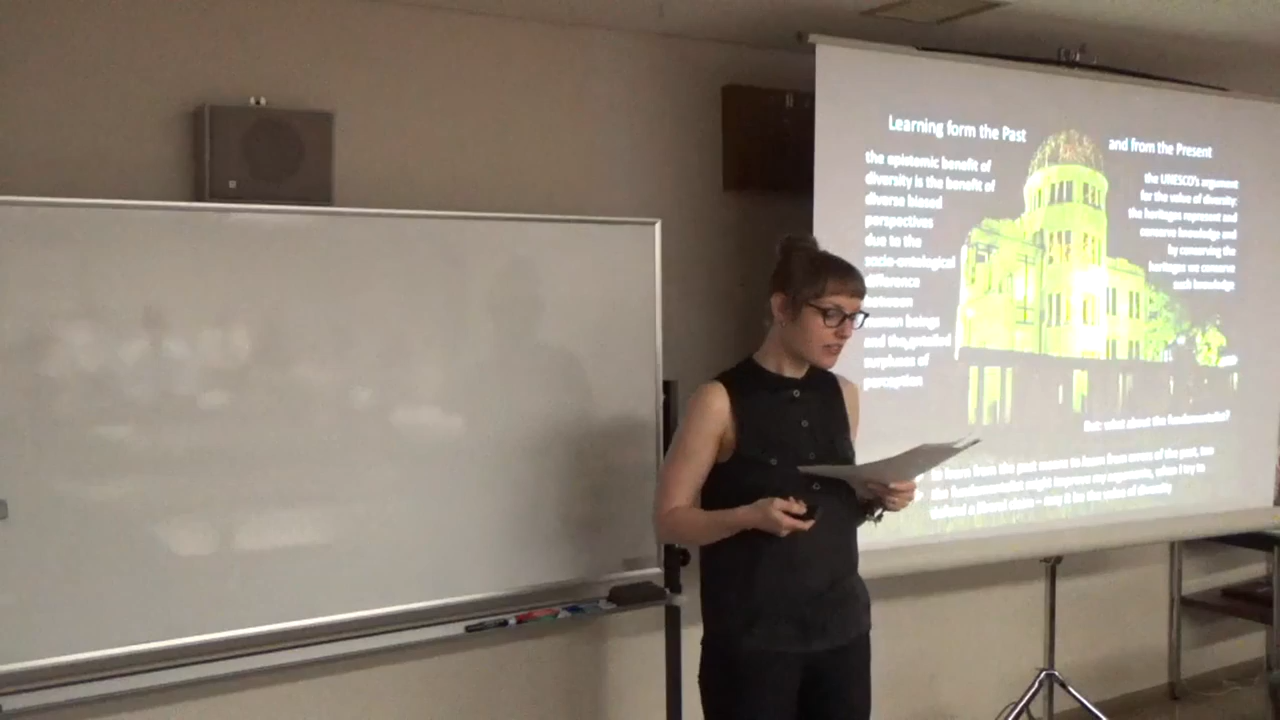 Learning form the Past
the epistemic benefit of
diversity is the benefit of
diverse biased
perspectives
due to the
socio-ontological
difference
between
human beings
and the
surpluses of
perception
and from the Present
the UNESCO's argument
for the value of diversity:
the heritages represent and
conserve knowledge and
by conserving the
heritages we conserve
such knowledge
But: what about the fundamentalist?
to learn from the past means to learn from errors of the past, too
the fundamentalist might improve my arguments, when I try to
defend a liberal claim – may it be the value of diversity